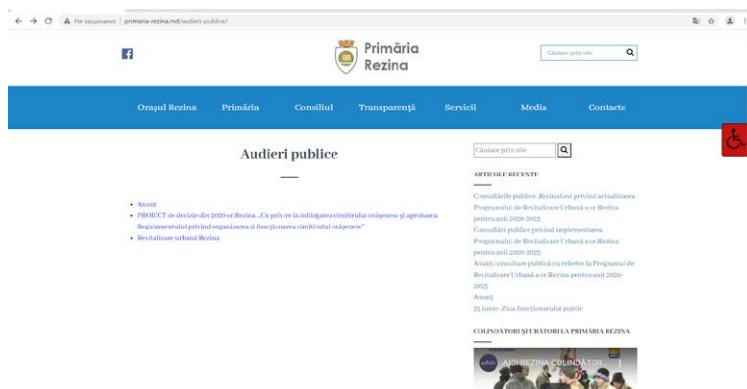 Не защищено | primaria-rezina.md/audieri-publice/
Primăria
Rezina
Căutare prin site
Orașul Rezina Primăria Consiliul Transparență Servicii Media Contacte
Audieri publice
Căutare prin site
ARTICOLE RECENTE
Anunț
PROIECT de decizie din 2020 or.Rezina. „Cu privire la înființarea cimitirului orășenesc și aprobarea
Regulamentului privind organizarea și funcționarea cimitirului orășenesc"
Revitalizare urbană Rezina
Consultările publice RezinaVest privind actualizarea
Programului de Revitalizare Urbană a or.Rezina
pentru anii 2020-2025
Consultări publice privind implementarea
Programului de Revitalizare Urbană a or.Rezina
pentru anii 2020-2025
Anunț consultare publică cu referire la Programul de
Revitalizare Urbană a or.Rezina pentru anii 2020-
2025
Anunț
23 Iunie- Ziua funcționarului public
COLINDĂTORI ȘI URĂTORI LA PRIMĂRIA REZINA
AICI REZINA COLINDĂTOR